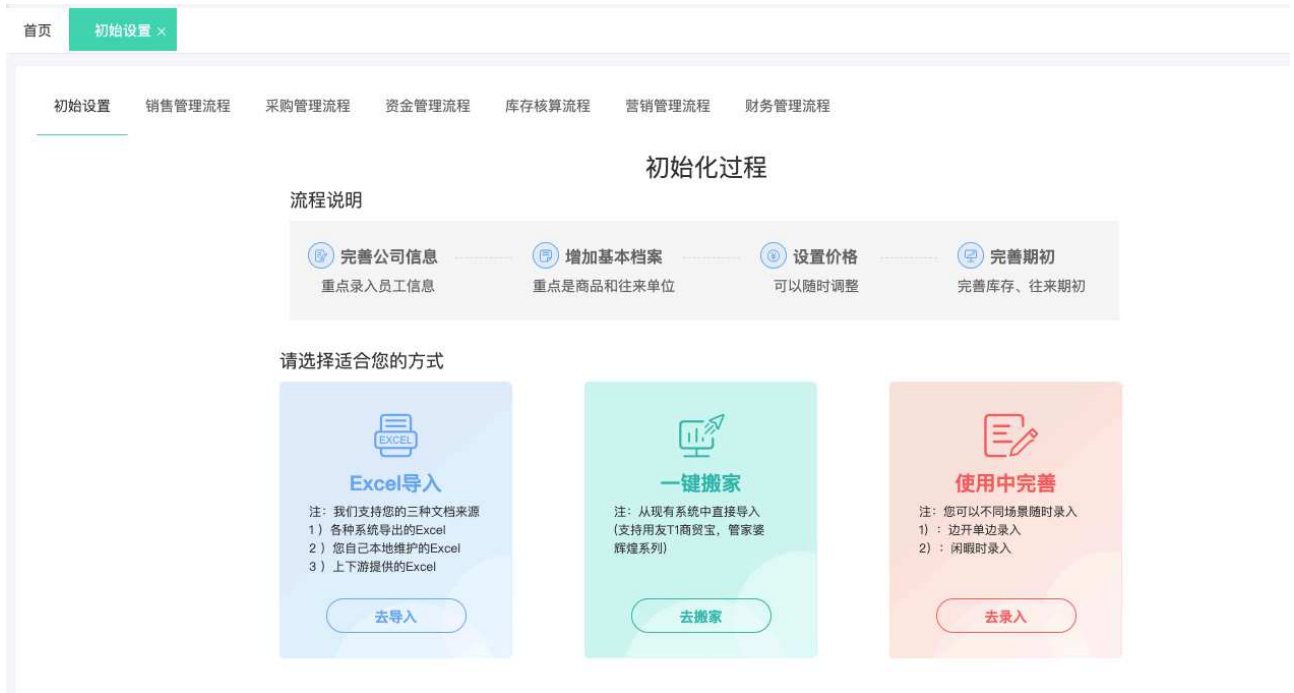 首页 初始设置 ×
初始设置 销售管理流程 采购管理流程 资金管理流程 库存核算流程 营销管理流程 财务管理流程
初始化过程
流程说明
完善公司信息 增加基本档案 设置价格 完善期初
重点录入员工信息 重点是商品和往来单位 可以随时调整 完善库存、往来期初
请选择适合您的方式
EXCEL
Excel导入
注：我们支持您的三种文档来源
1）各种系统导出的Excel
2）您自己本地维护的Excel
3）上下游提供的Excel
去导入
一键搬家
注：从现有系统中直接导入
(支持用友T1商贸宝，管家婆
辉煌系列)
去搬家
使用中完善
注：您可以不同场景随时录入
1)：边开单边录入
2)：闲暇时录入
去录入